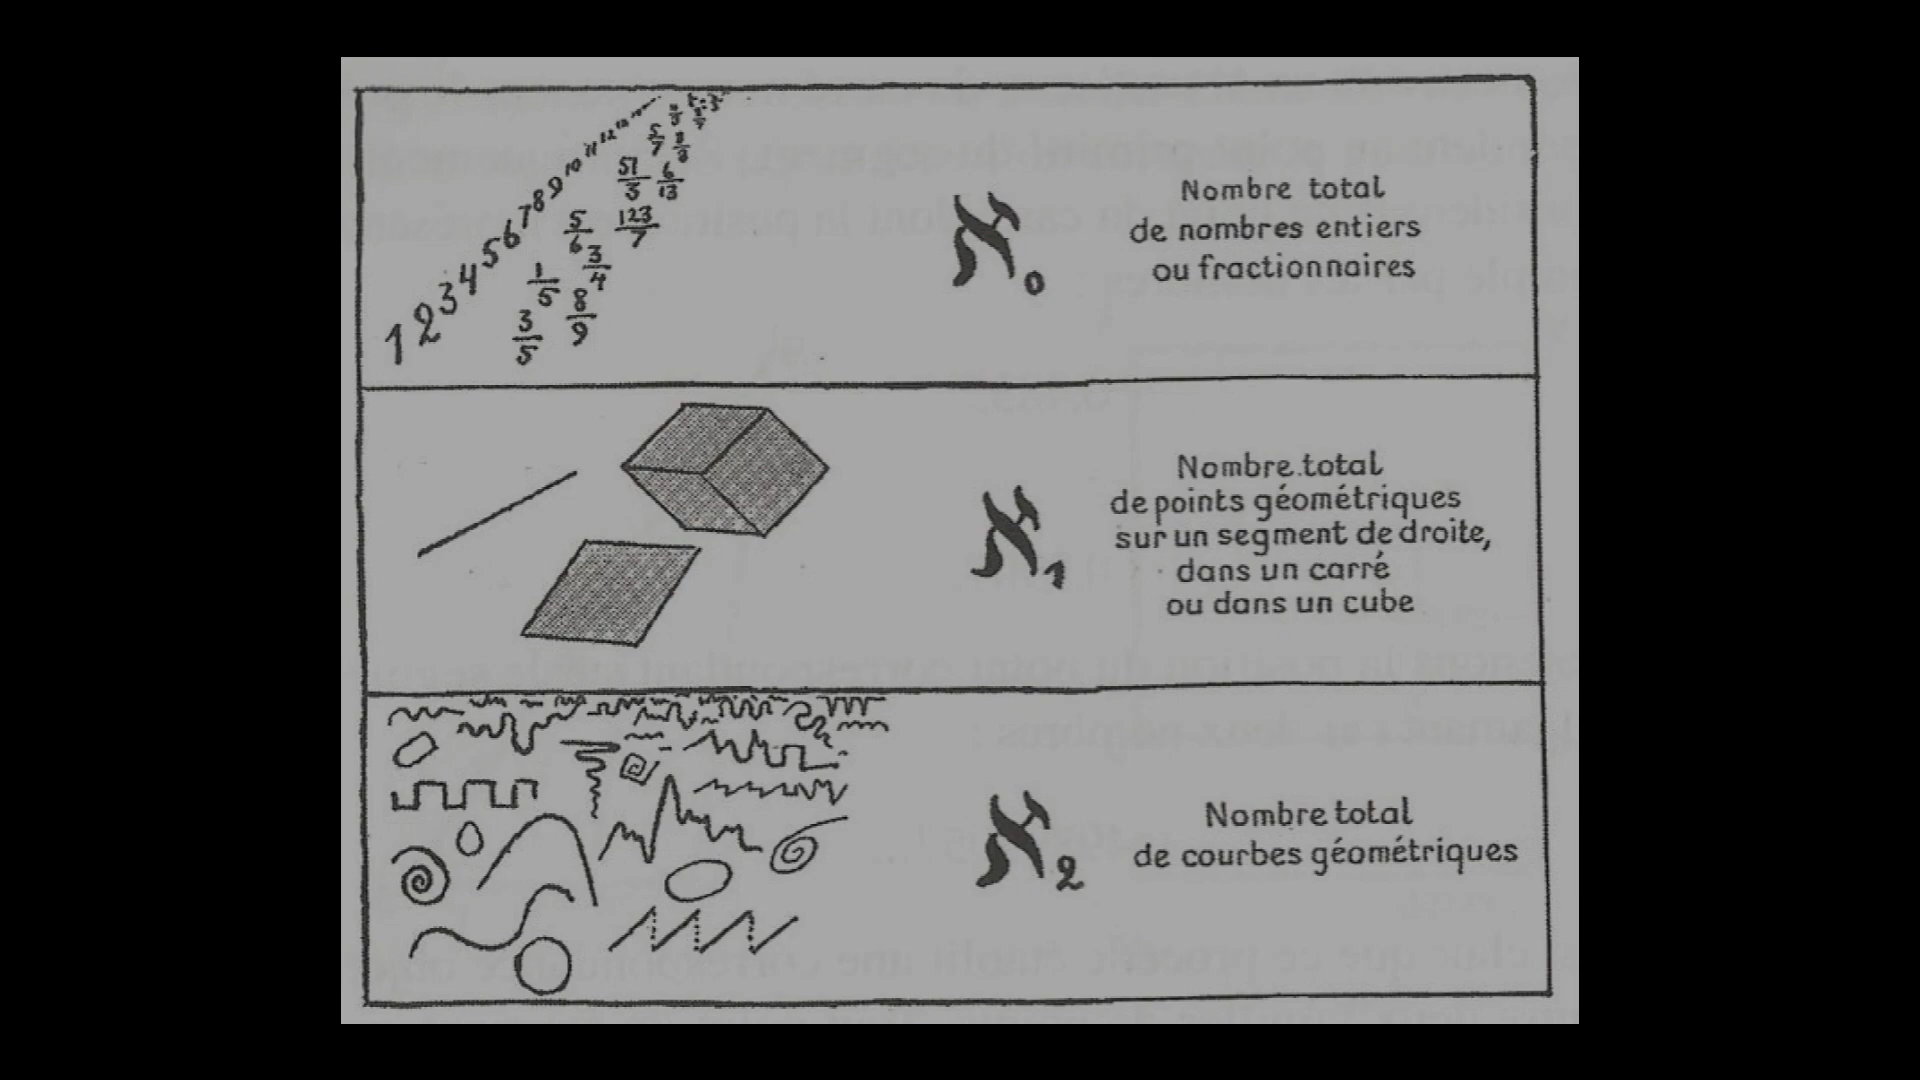 1 2 3 4 5 6 7 8 9 10 11 12
3/5 8/9
1/5 3/4
5/6 123/7
51/3 6/13
5/7
ℵ0
Nombre total
de nombres entiers
ou fractionnaires
ℵ1
Nombre total
de points géométriques
sur un segment de droite,
dans un carré
ou dans un cube
ℵ2
Nombre total
de courbes géométriques